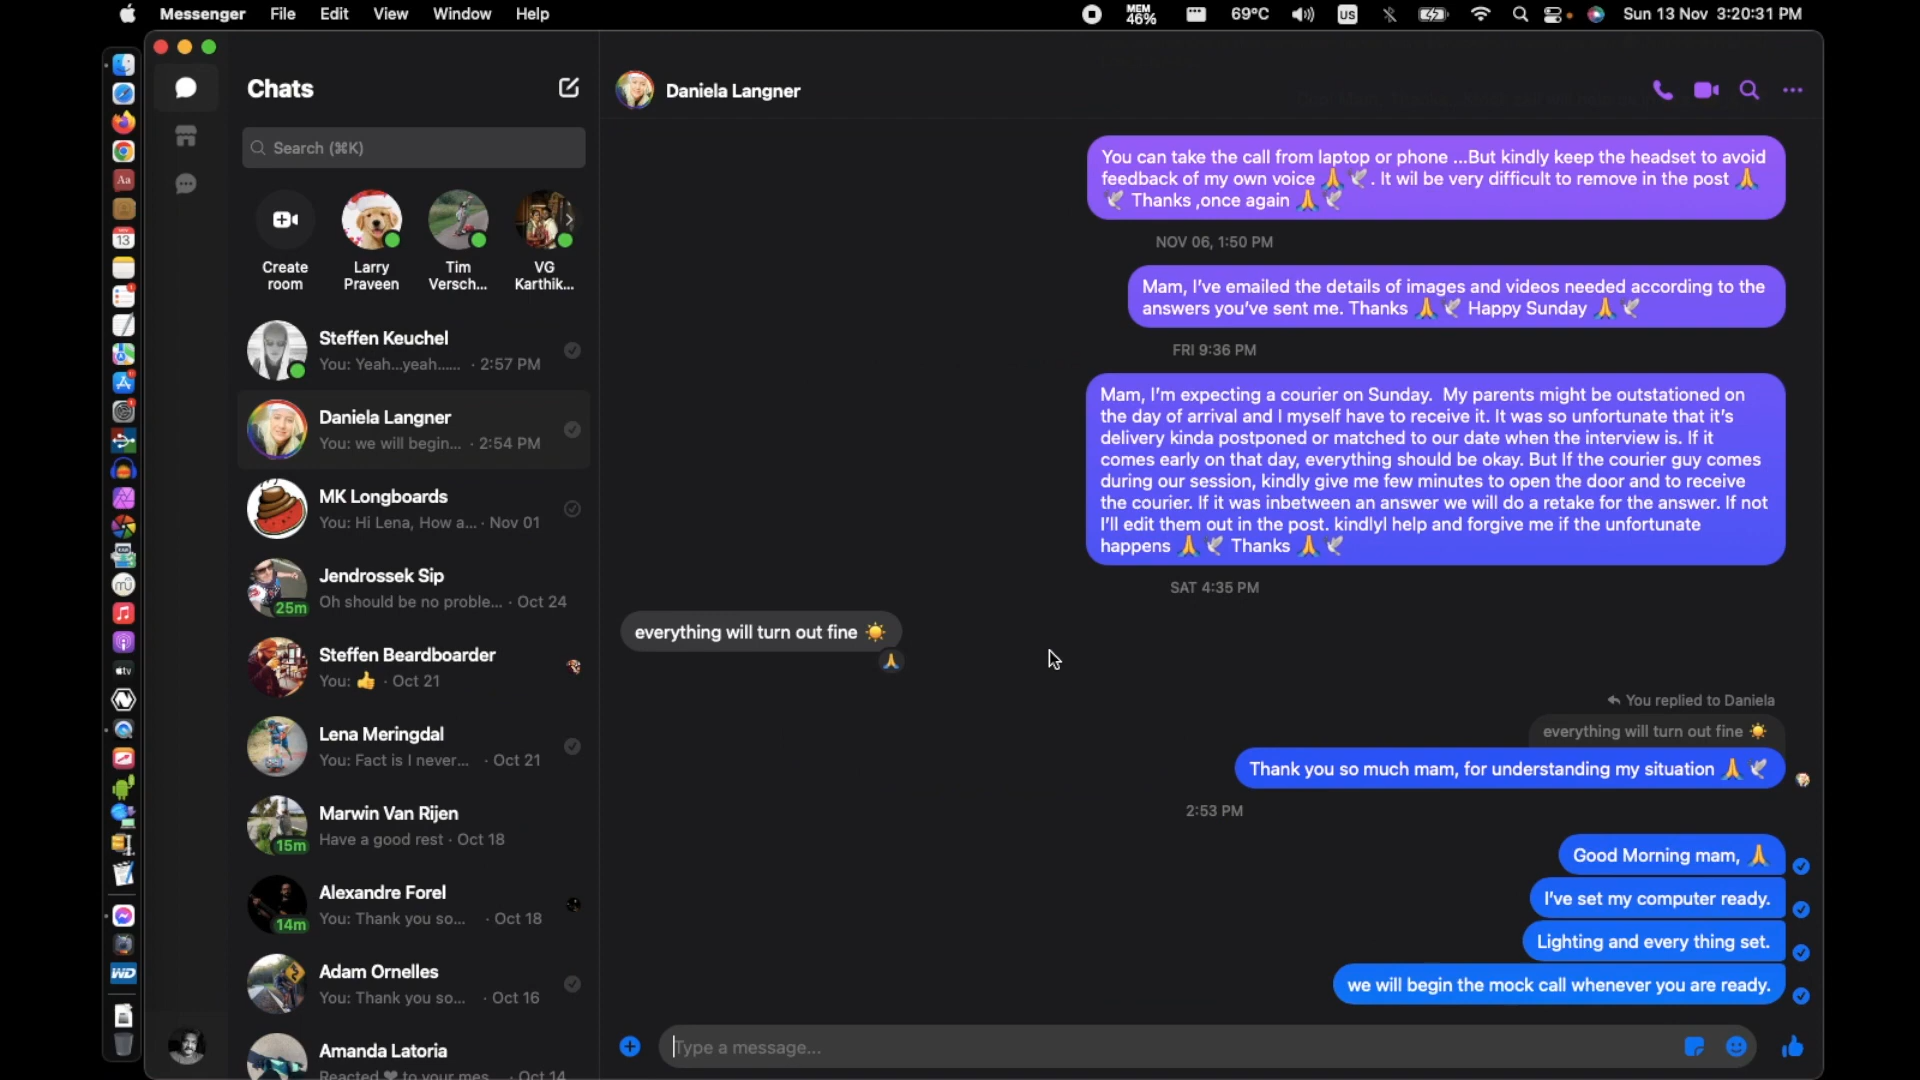 Messenger File Edit View Window Help
MEM 46% 69°C US Sun 13 Nov 3:20:31 PM
Chats
Search (⌘K)
Create room
Larry Praveen
Tim Versch...
VG Karthik...
Steffen Keuchel
You: Yeah...yeah...... · 2:57 PM
Daniela Langner
You: we will begin... · 2:54 PM
MK Longboards
You: Hi Lena, How a... · Nov 01
Jendrossek Sip
25m
Oh should be no proble... · Oct 24
Steffen Beardboarder
You: 👍 · Oct 21
Lena Meringdal
You: Fact is I never... · Oct 21
Marwin Van Rijen
15m
Have a good rest · Oct 18
Alexandre Forel
14m
You: Thank you so... · Oct 18
Adam Ornelles
You: Thank you so... · Oct 16
Amanda Latoria
Reacted ❤ to your mes... · Oct 14
Daniela Langner
You can take the call from laptop or phone ...But kindly keep the headset to avoid
feedback of my own voice 🙏🕊. It wil be very difficult to remove in the post 🙏
🕊 Thanks ,once again 🙏🕊
NOV 06, 1:50 PM
Mam, I've emailed the details of images and videos needed according to the
answers you've sent me. Thanks 🙏🕊 Happy Sunday 🙏🕊
FRI 9:36 PM
Mam, I'm expecting a courier on Sunday. My parents might be outstationed on
the day of arrival and I myself have to receive it. It was so unfortunate that it's
delivery kinda postponed or matched to our date when the interview is. If it
comes early on that day, everything should be okay. But If the courier guy comes
during our session, kindly give me few minutes to open the door and to receive
the courier. If it was inbetween an answer we will do a retake for the answer. If not
I'll edit them out in the post. kindlyl help and forgive me if the unfortunate
happens 🙏🕊 Thanks 🙏🕊
SAT 4:35 PM
everything will turn out fine ☀️
🙏
You replied to Daniela
everything will turn out fine ☀️
Thank you so much mam, for understanding my situation 🙏🕊
2:53 PM
Good Morning mam, 🙏
I've set my computer ready.
Lighting and every thing set.
we will begin the mock call whenever you are ready.
Type a message...
Aa
13
tv
WD